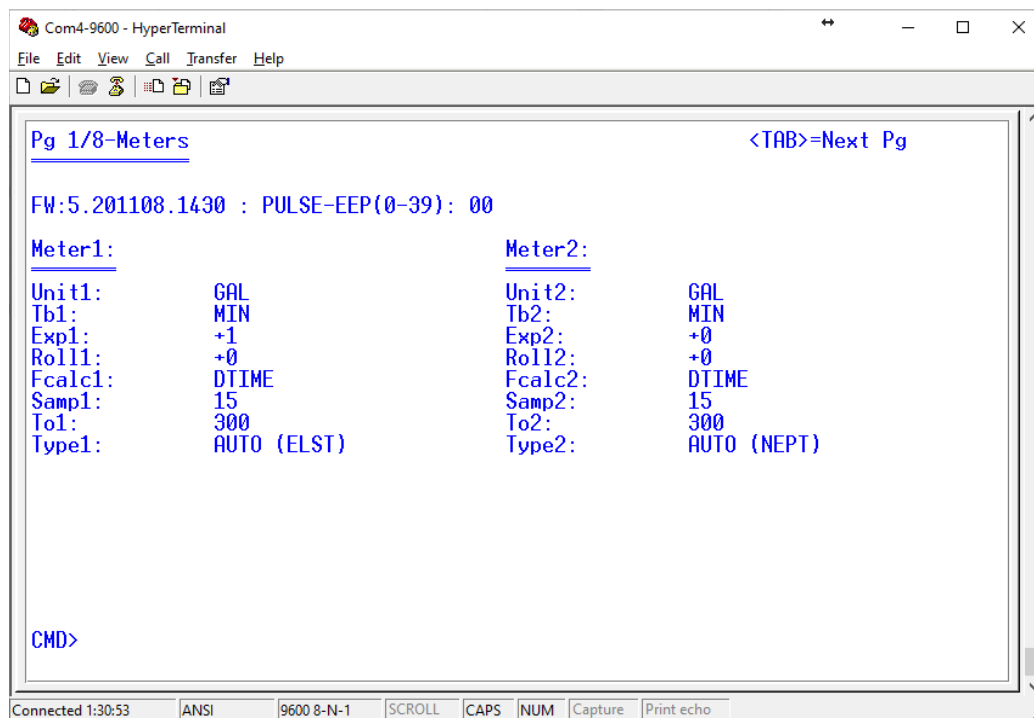 Com4-9600 - HyperTerminal
File Edit View Call Transfer Help
Pg 1/8-Meters <TAB>=Next Pg
FW:5.201108.1430 : PULSE-EEP(0-39): 00
Meter1: Meter2:
Unit1: GAL Unit2: GAL
Tb1: MIN Tb2: MIN
Exp1: +1 Exp2: +0
Roll1: +0 Roll2: +0
Fcalc1: DTIME Fcalc2: DTIME
Samp1: 15 Samp2: 15
To1: 300 To2: 300
Type1: AUTO (ELST) Type2: AUTO (NEPT)
CMD>
Connected 1:30:53 ANSI 9600 8-N-1 SCROLL CAPS NUM Capture Print echo